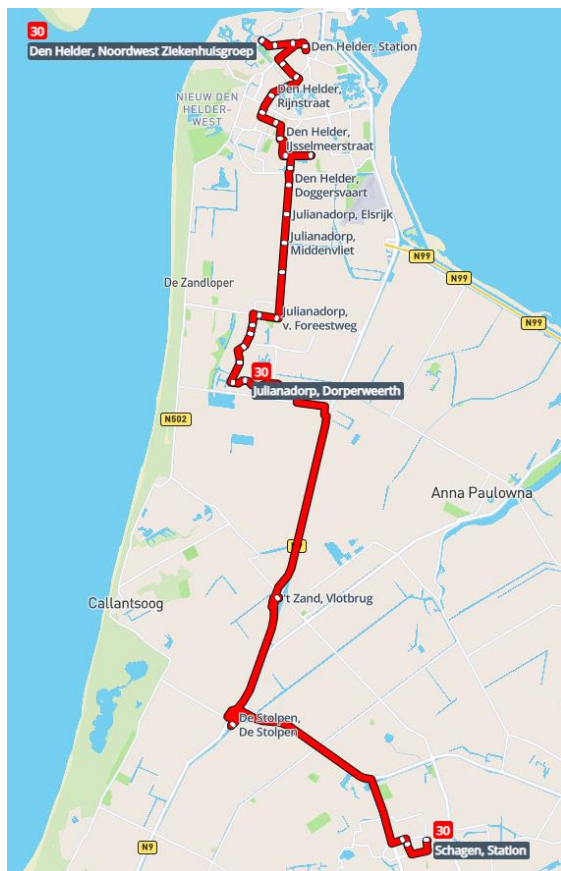 30
Den Helder, Noordwest Ziekenhuisgroep
Den Helder, Station
NIEUW DEN
HELDER-
WEST
Den Helder,
Rijnstraat
Den Helder,
IJsselmeerstraat
Den Helder,
Doggersvaart
Julianadorp, Elsrijk
Julianadorp,
Middenvliet
N99
De Zandloper
N99
Julianadorp,
v. Foreestweg
N99
30
Julianadorp, Dorperweerth
N502
Anna Paulowna
't Zand, Vlotbrug
Callantsoog
De Stolpen,
De Stolpen
30
N9
Schagen, Station